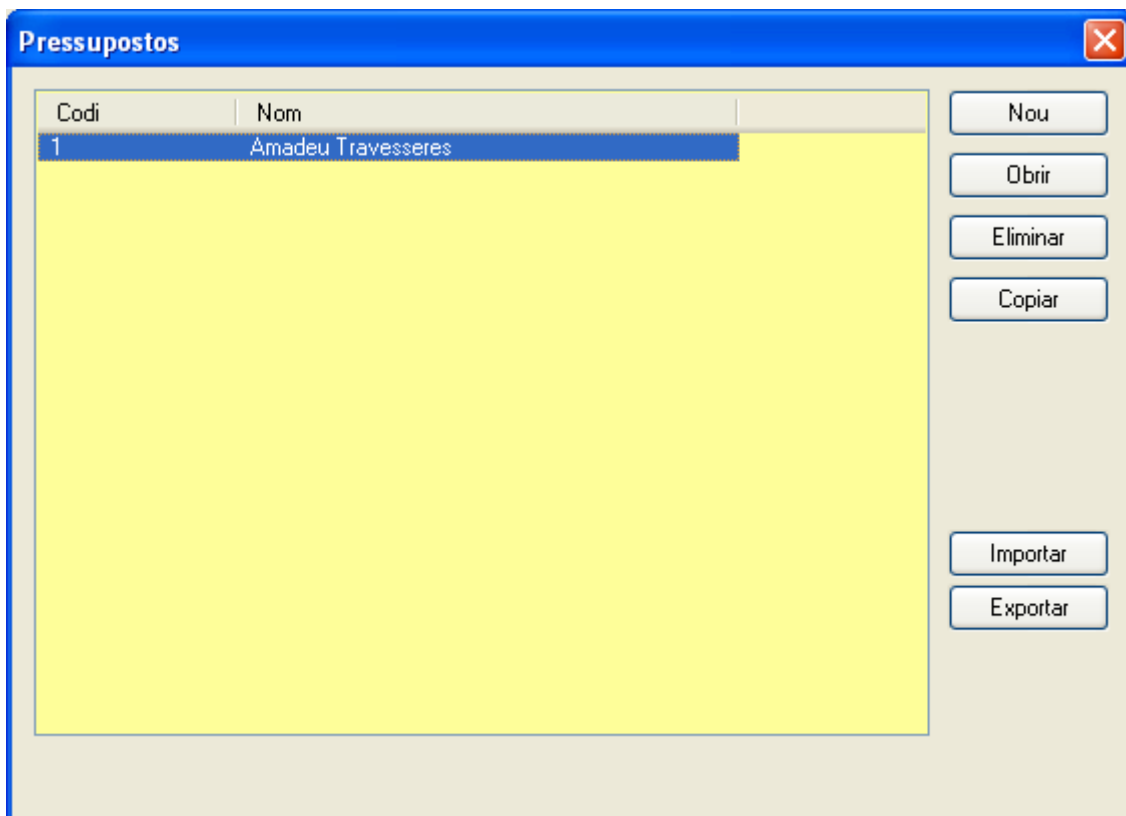 Pressupostos
Codi Nom
1 Amadeu Travesseres
Nou
Obrir
Eliminar
Copiar
Importar
Exportar